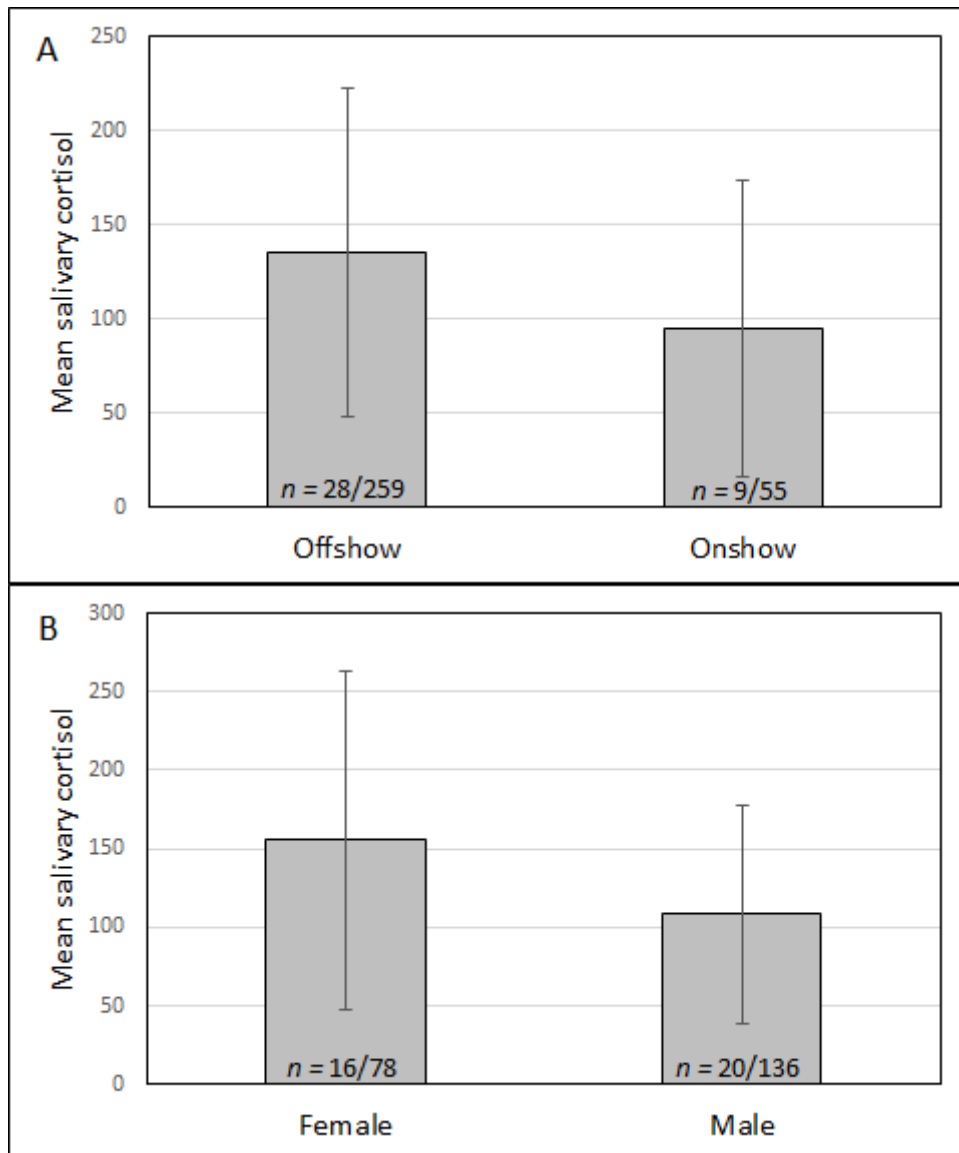 A
Mean salivary cortisol
250
200
150
100
50
0
n = 28/259
n = 9/55
Offshow
Onshow
B
Mean salivary cortisol
300
250
200
150
100
50
0
n = 16/78
n = 20/136
Female
Male